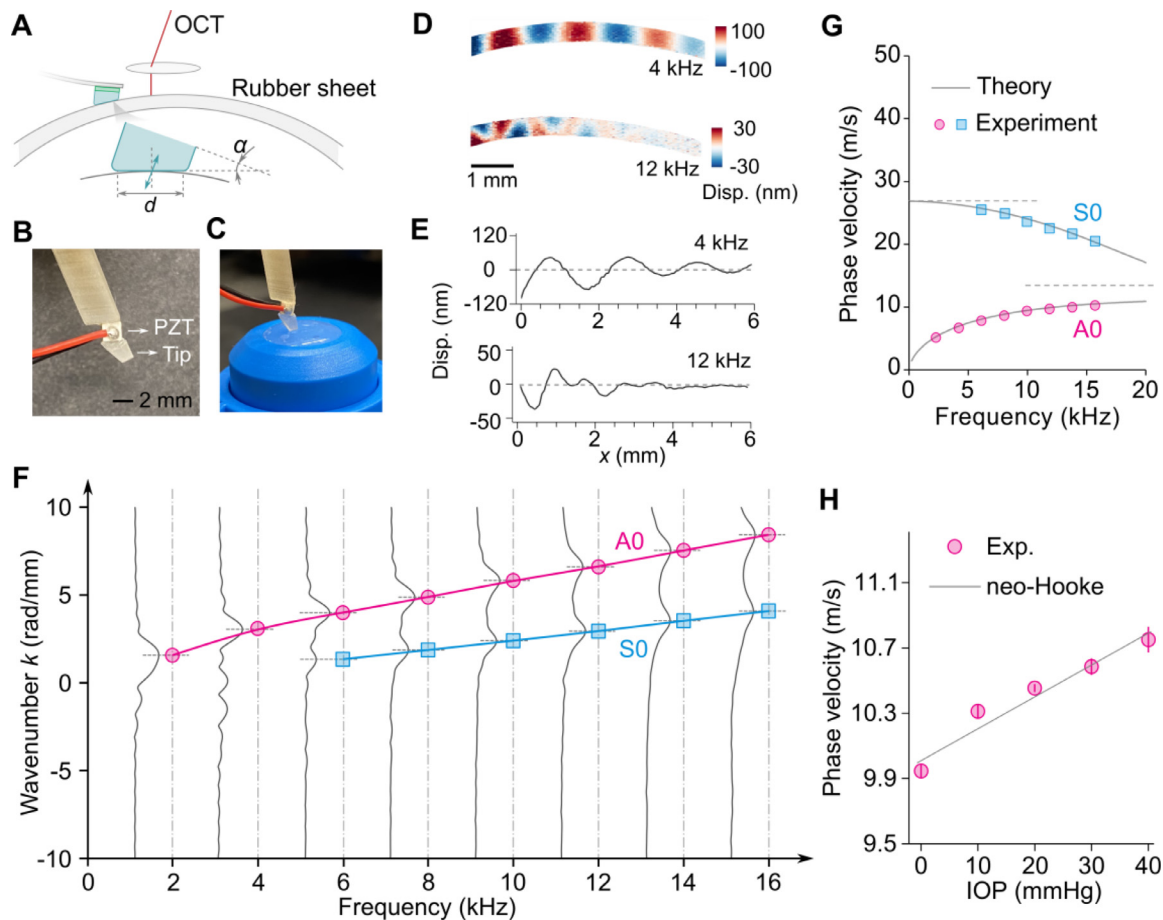 A
OCT
Rubber sheet
α
d
B
PZT
Tip
2 mm
C
D
100
-100
4 kHz
30
-30
12 kHz
1 mm
Disp. (nm)
E
120
0
-120
4 kHz
0 2 4 6
50
0
-50
12 kHz
0 2 4 6
Disp. (nm)
x (mm)
F
10
5
0
-5
-10
Wavenumber k (rad/mm)
A0
S0
0 2 4 6 8 10 12 14 16
Frequency (kHz)
G
50
40
30
20
10
0
Phase velocity (m/s)
Theory
Experiment
S0
A0
0 5 10 15 20
Frequency (kHz)
H
Exp.
neo-Hooke
11.1
10.7
10.3
9.9
9.5
Phase velocity (m/s)
0 10 20 30 40
IOP (mmHg)